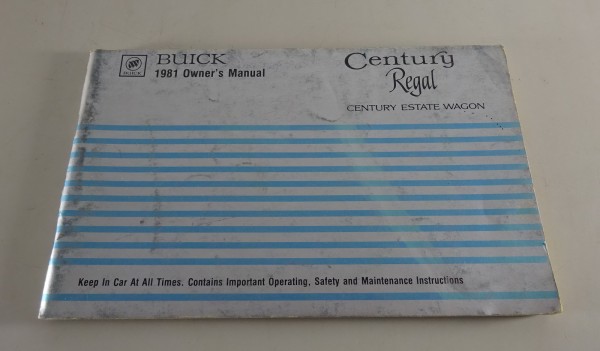 BUICK
1981 Owner's Manual
BUICK
Century
Regal
CENTURY ESTATE WAGON
Keep In Car At All Times. Contains Important Operating, Safety and Maintenance Instructions